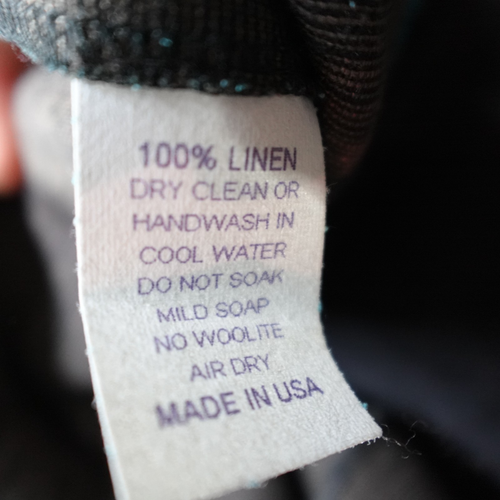 100% LINEN
DRY CLEAN OR
HANDWASH IN
COOL WATER
DO NOT SOAK
MILD SOAP
NO WOOLITE
AIR DRY
MADE IN USA